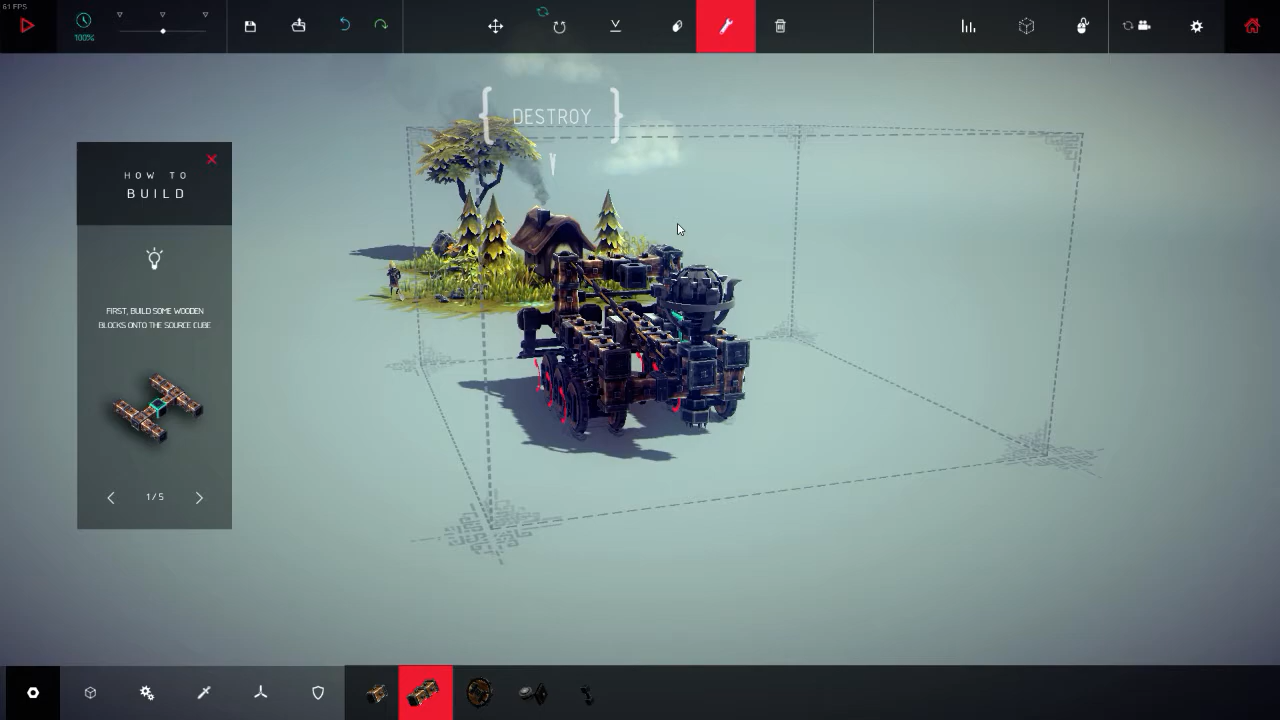 61 FPS
100%
DESTROY
HOW TO
BUILD
FIRST, BUILD SOME WOODEN
BLOCKS ONTO THE SOURCE CUBE
1/5